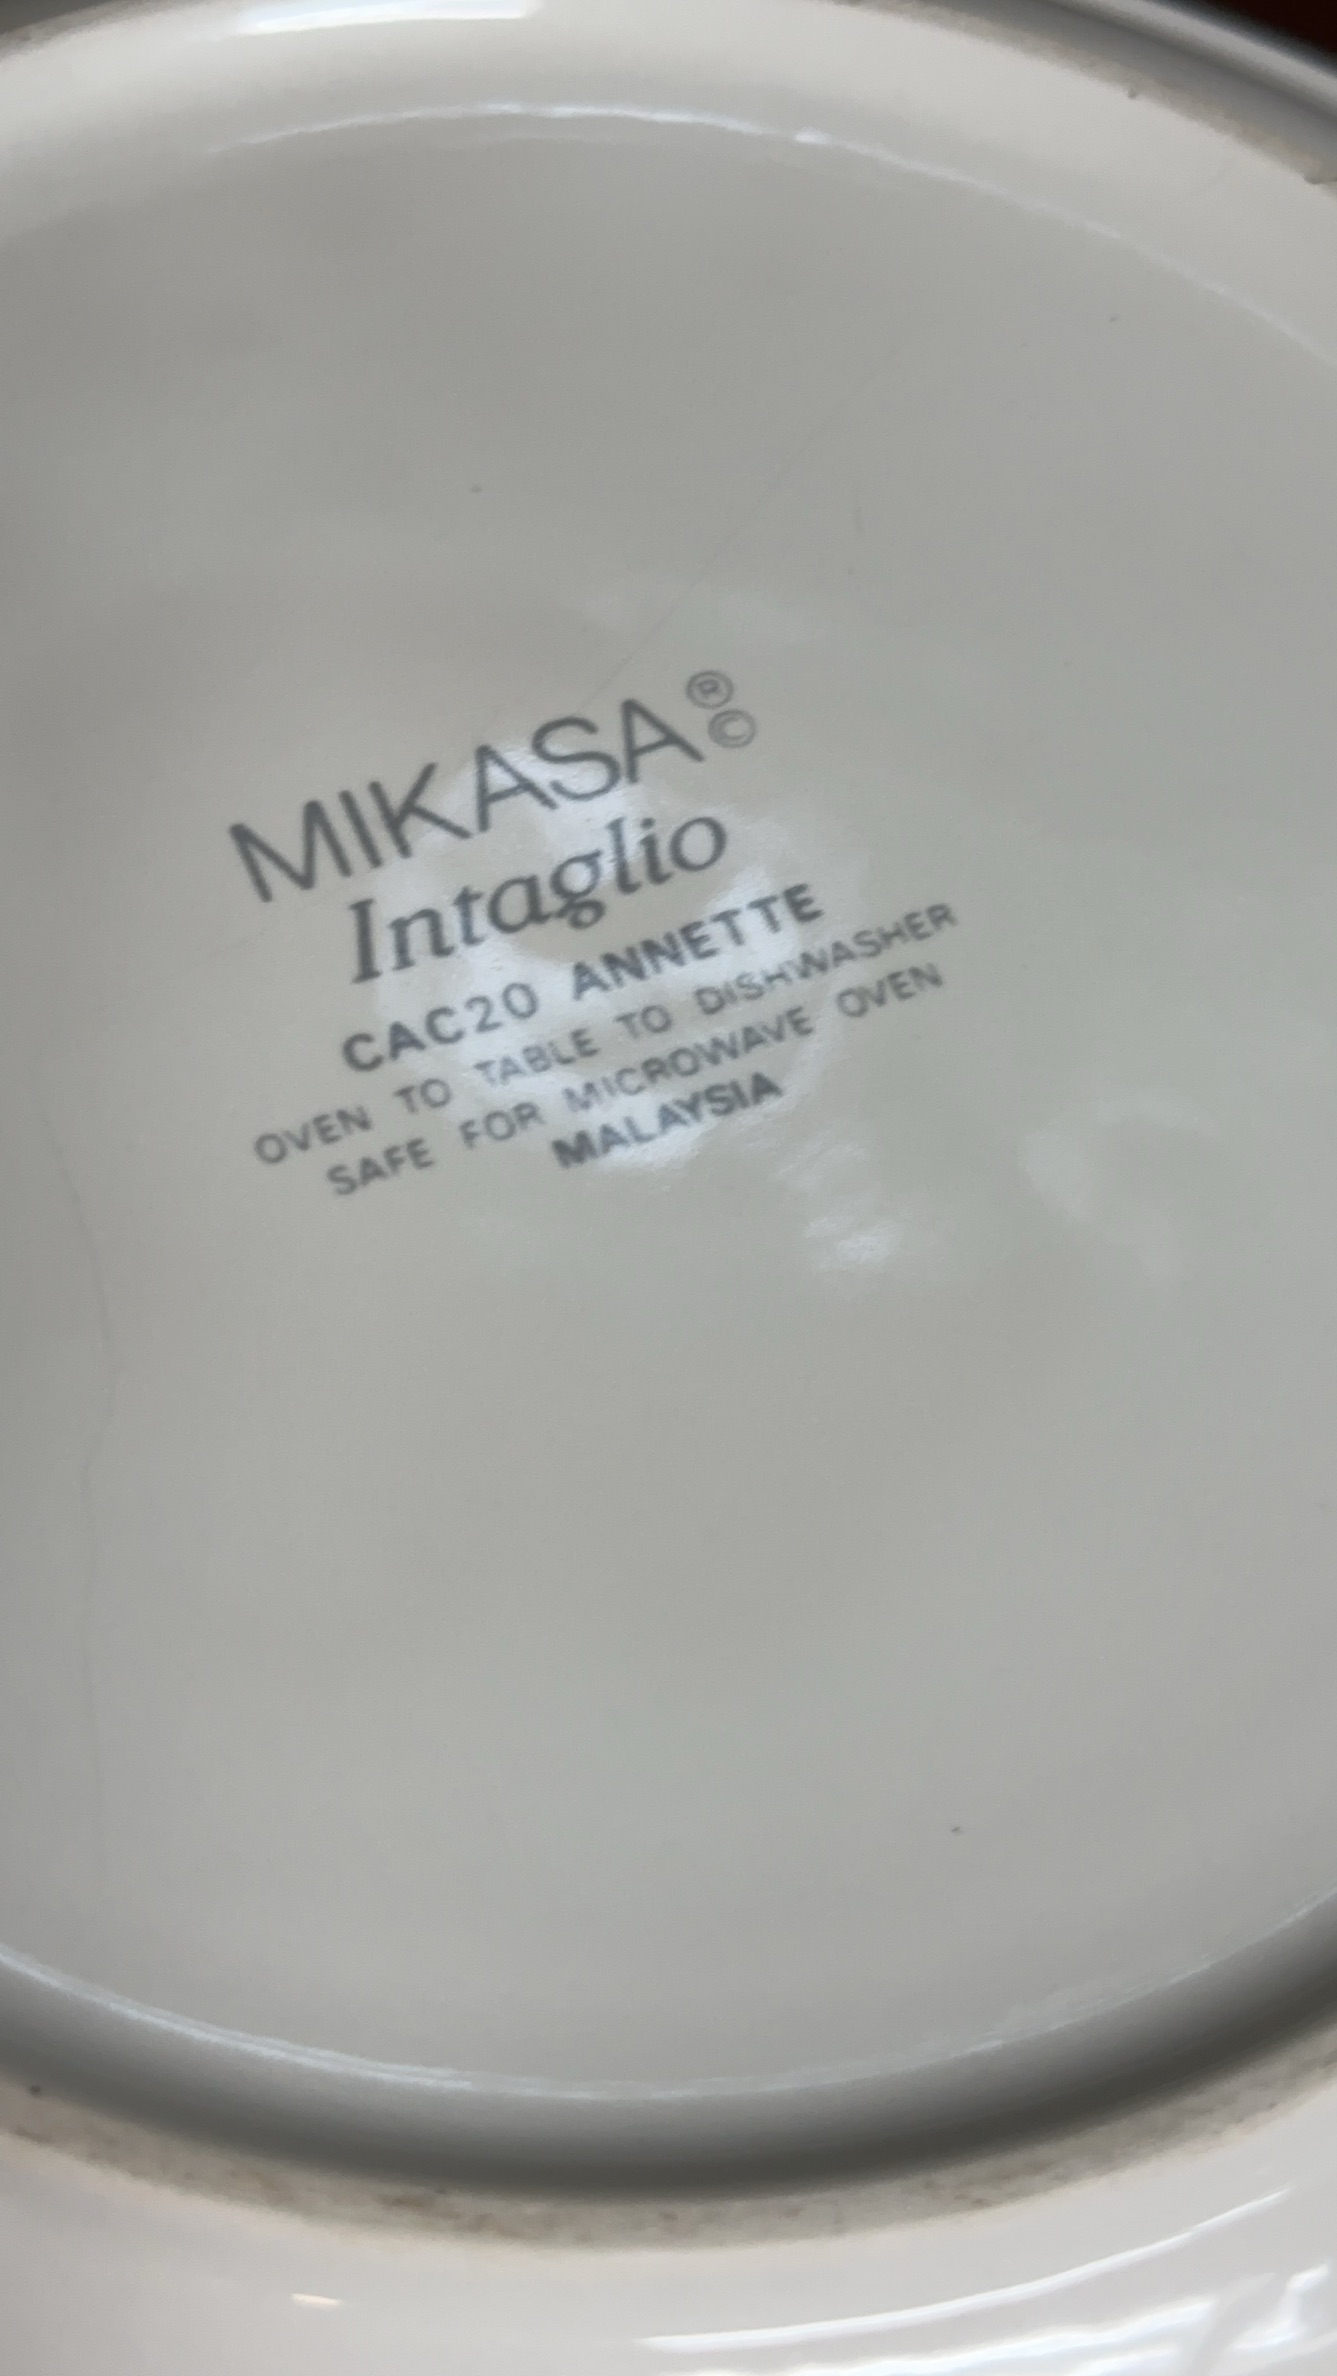 MIKASA®©
Intaglio
CAC20 ANNETTE
OVEN TO TABLE TO DISHWASHER
SAFE FOR MICROWAVE OVEN
MALAYSIA